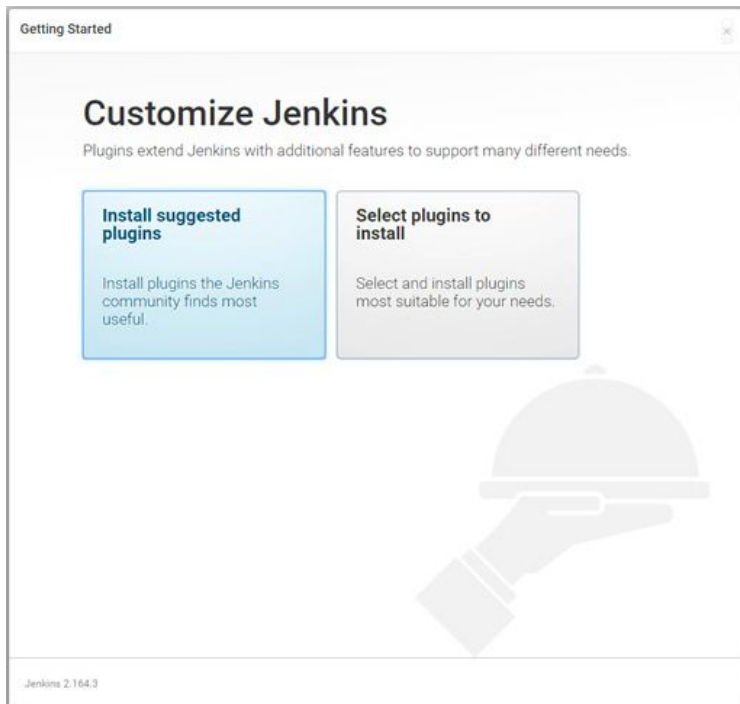 Getting Started
Customize Jenkins
Plugins extend Jenkins with additional features to support many different needs.
Install suggested
plugins
Install plugins the Jenkins
community finds most
useful.
Select plugins to
install
Select and install plugins
most suitable for your needs.
Jenkins 2.164.3